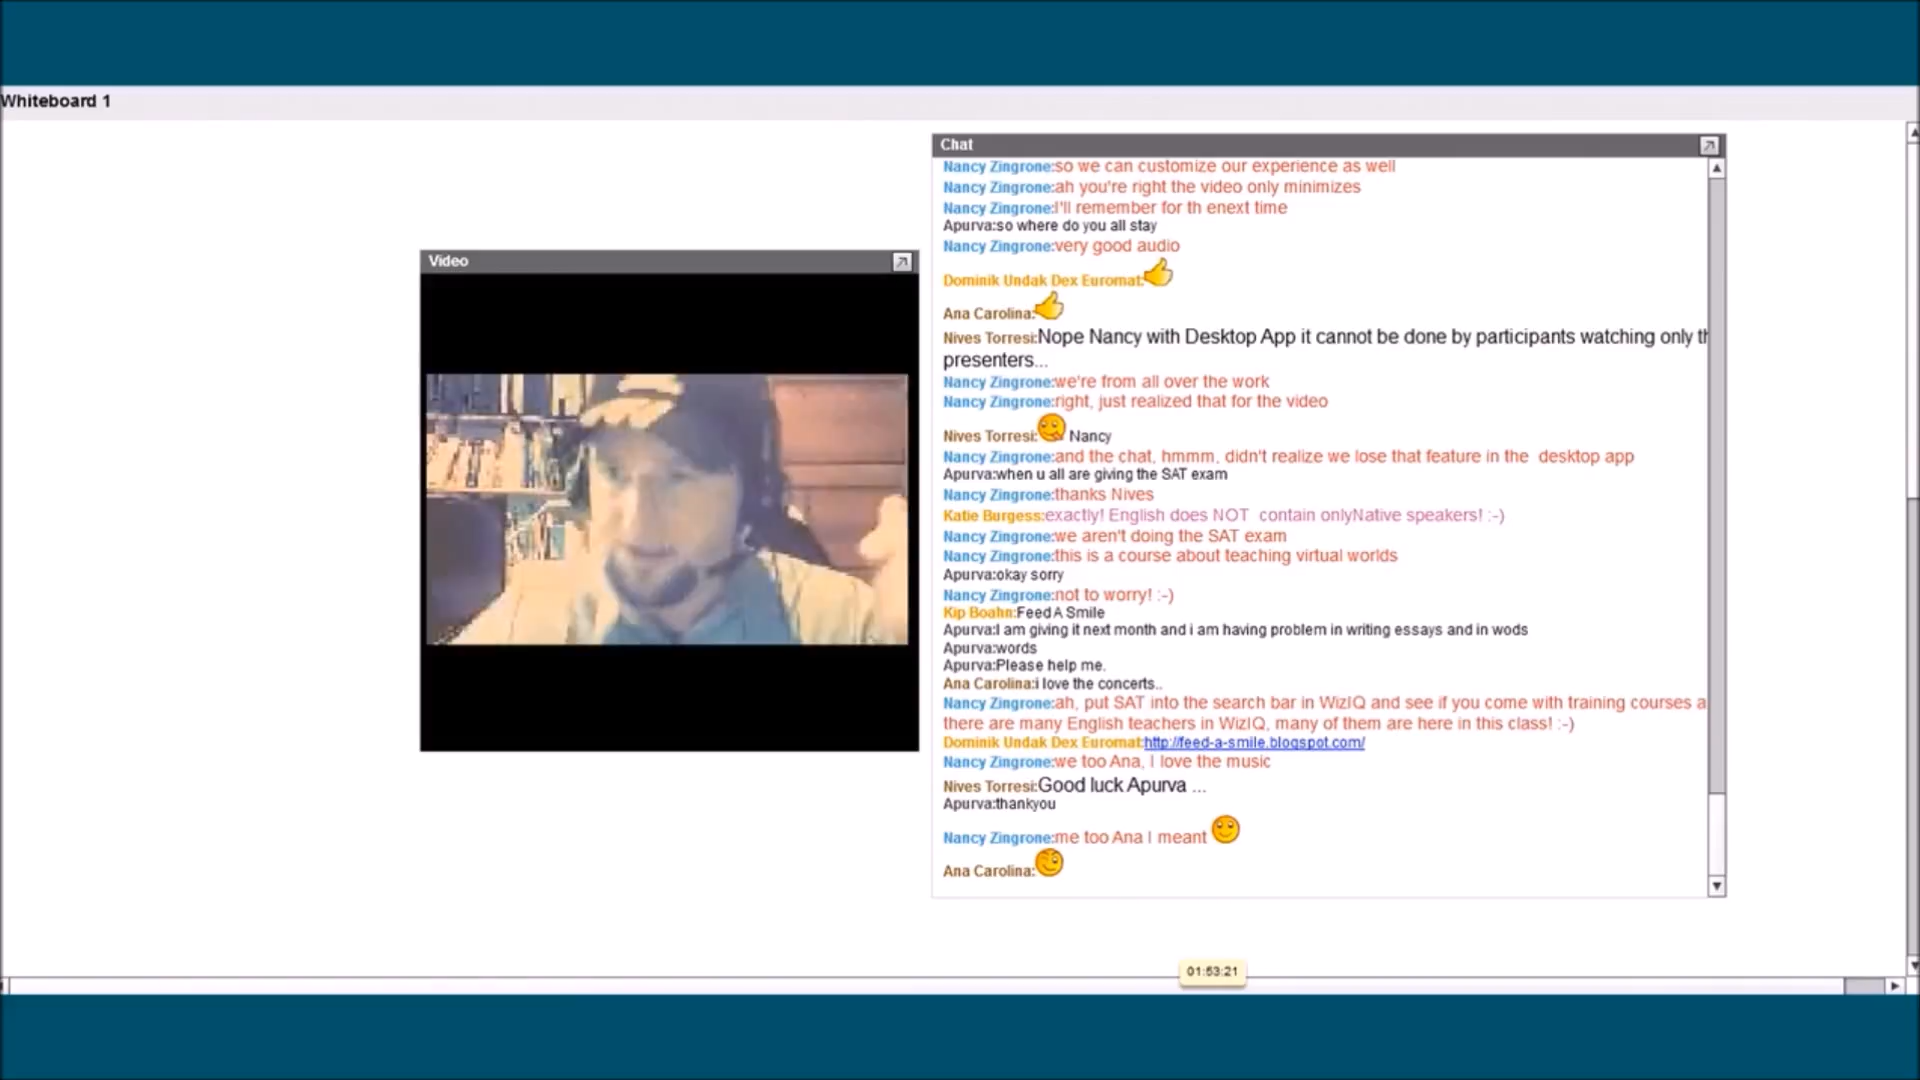 Whiteboard 1
Chat
Nancy Zingrone:so we can customize our experience as well
Nancy Zingrone:ah you're right the video only minimizes
Nancy Zingrone:I'll remember for th enext time
Apurva:so where do you all stay
Nancy Zingrone:very good audio
Video
Dominik Undak Dex Euromat:
Ana Carolina:
Nives Torresi:Nope Nancy with Desktop App it cannot be done by participants watching only th
presenters...
Nancy Zingrone:we're from all over the work
Nancy Zingrone:right, just realized that for the video
Nives Torresi: Nancy
Nancy Zingrone:and the chat, hmmm, didn't realize we lose that feature in the desktop app
Apurva:when u all are giving the SAT exam
Nancy Zingrone:thanks Nives
Katie Burgess:exactly! English does NOT contain onlyNative speakers! :-)
Nancy Zingrone:we aren't doing the SAT exam
Nancy Zingrone:this is a course about teaching virtual worlds
Apurva:okay sorry
Nancy Zingrone:not to worry! :-)
Kip Boahn:Feed A Smile
Apurva:I am giving it next month and i am having problem in writing essays and in wods
Apurva:words
Apurva:Please help me.
Ana Carolina:i love the concerts..
Nancy Zingrone:ah, put SAT into the search bar in WizIQ and see if you come with training courses a
there are many English teachers in WizIQ, many of them are here in this class! :-)
Dominik Undak Dex Euromat:http://feed-a-smile.blogspot.com/
Nancy Zingrone:we too Ana, I love the music
Nives Torresi:Good luck Apurva ...
Apurva:thankyou
Nancy Zingrone:me too Ana I meant
Ana Carolina:
01:53:21